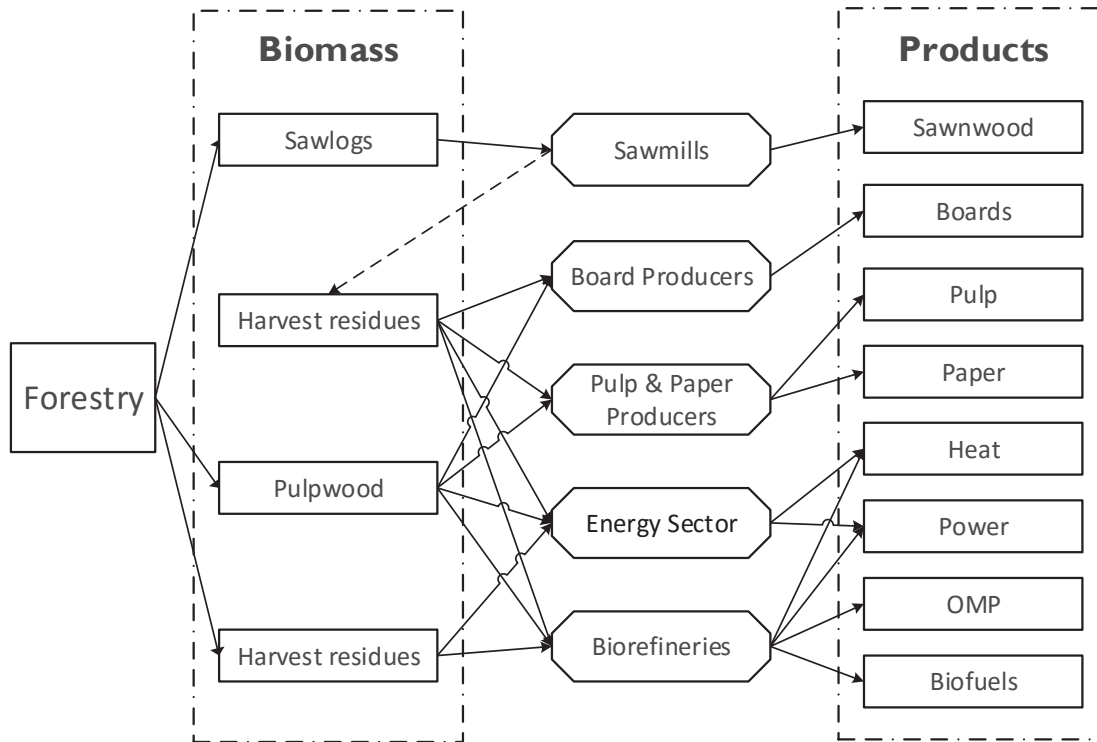 Biomass
Products
Forestry
Sawlogs
Harvest residues
Pulpwood
Harvest residues
Sawmills
Board Producers
Pulp & Paper
Producers
Energy Sector
Biorefineries
Sawnwood
Boards
Pulp
Paper
Heat
Power
OMP
Biofuels